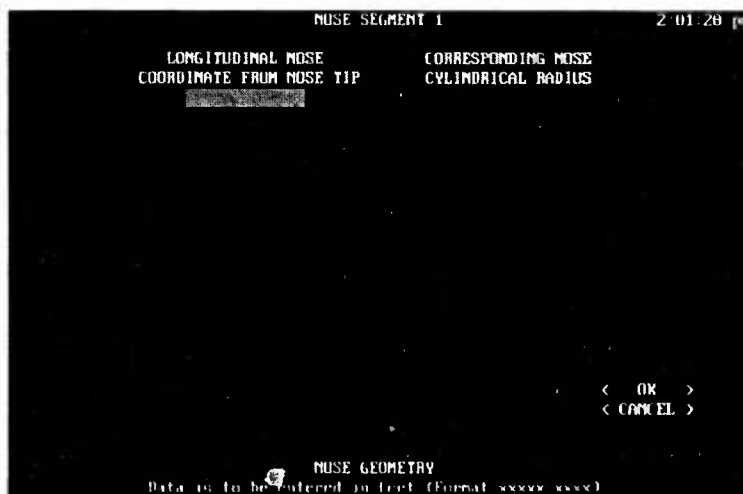 NOSE SEGMENT 1 2:01:28 pm
LONGITUDINAL NOSE CORRESPONDING NOSE
COORDINATE FROM NOSE TIP CYLINDRICAL RADIUS
< OK >
< CANCEL >
NOSE GEOMETRY
Data is to be entered in feet (Format xxxxx.xxxx)